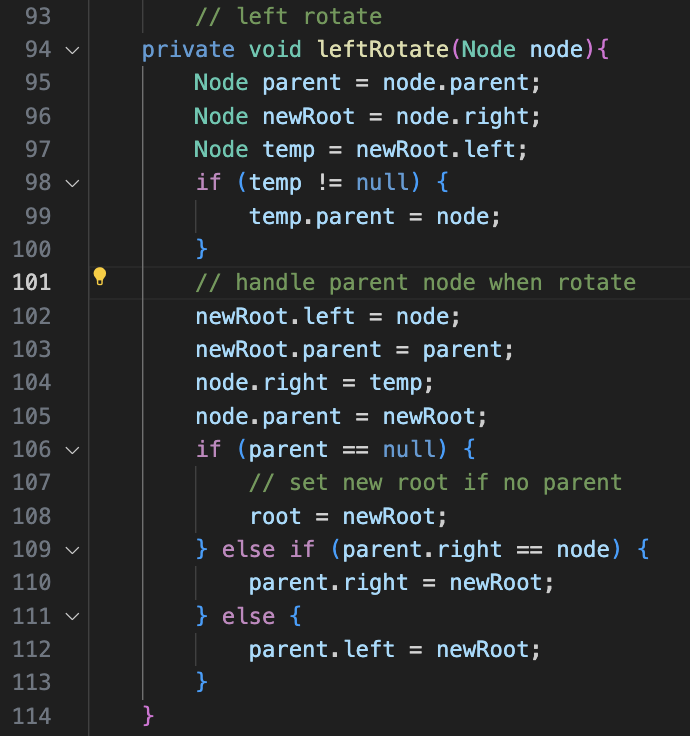 93 // left rotate
94 private void leftRotate(Node node){
95 Node parent = node.parent;
96 Node newRoot = node.right;
97 Node temp = newRoot.left;
98 if (temp != null) {
99 temp.parent = node;
100 }
101 // handle parent node when rotate
102 newRoot.left = node;
103 newRoot.parent = parent;
104 node.right = temp;
105 node.parent = newRoot;
106 if (parent == null) {
107 // set new root if no parent
108 root = newRoot;
109 } else if (parent.right == node) {
110 parent.right = newRoot;
111 } else {
112 parent.left = newRoot;
113 }
114 }